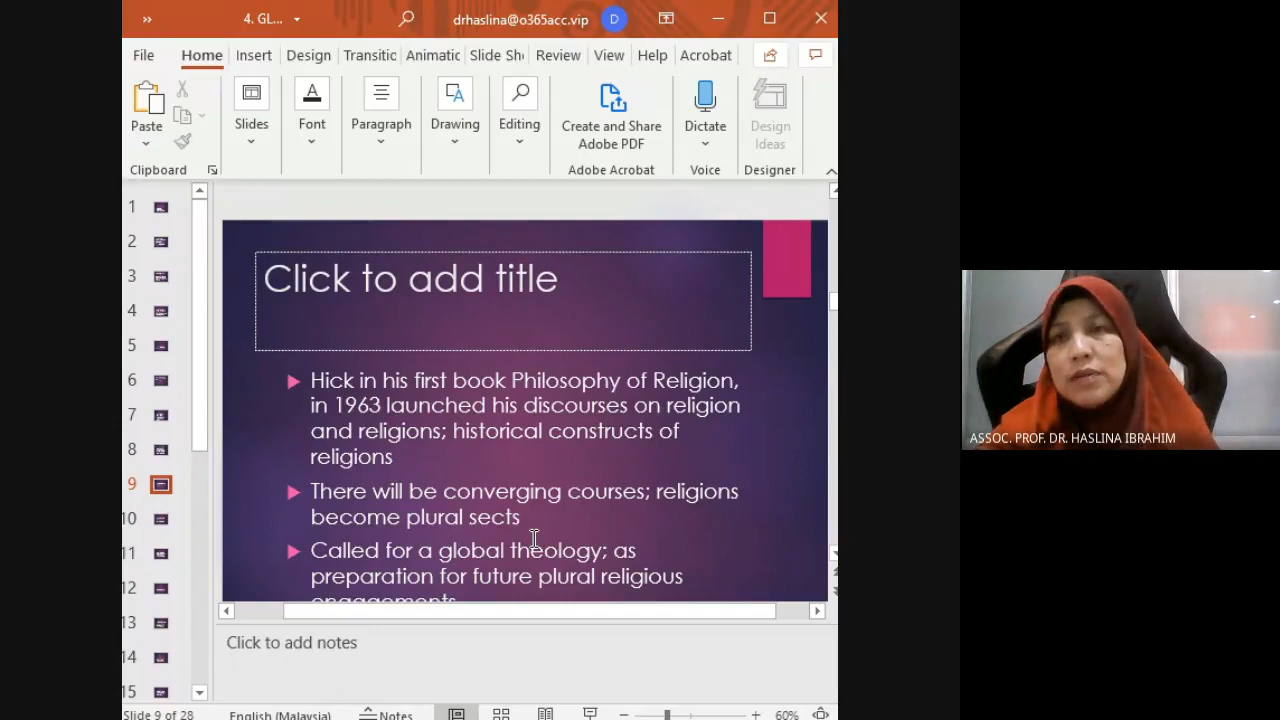 4. GL...
drhaslina@o365acc.vip
D
File Home Insert Design Transitic Animatic Slide Sh Review View Help Acrobat
Paste
Slides
Font
Paragraph
Drawing
Editing
Create and Share
Adobe PDF
Dictate
Design
Ideas
Clipboard
Adobe Acrobat
Voice
Designer
1
2
3
4
5
6
7
8
9
10
11
12
13
14
15
Click to add title
Hick in his first book Philosophy of Religion,
in 1963 launched his discourses on religion
and religions; historical constructs of
religions
There will be converging courses; religions
become plural sects
Called for a global theology; as
preparation for future plural religious
engagements
Click to add notes
Slide 9 of 28
English (Malaysia)
Notes
60%
ASSOC. PROF. DR. HASLINA IBRAHIM